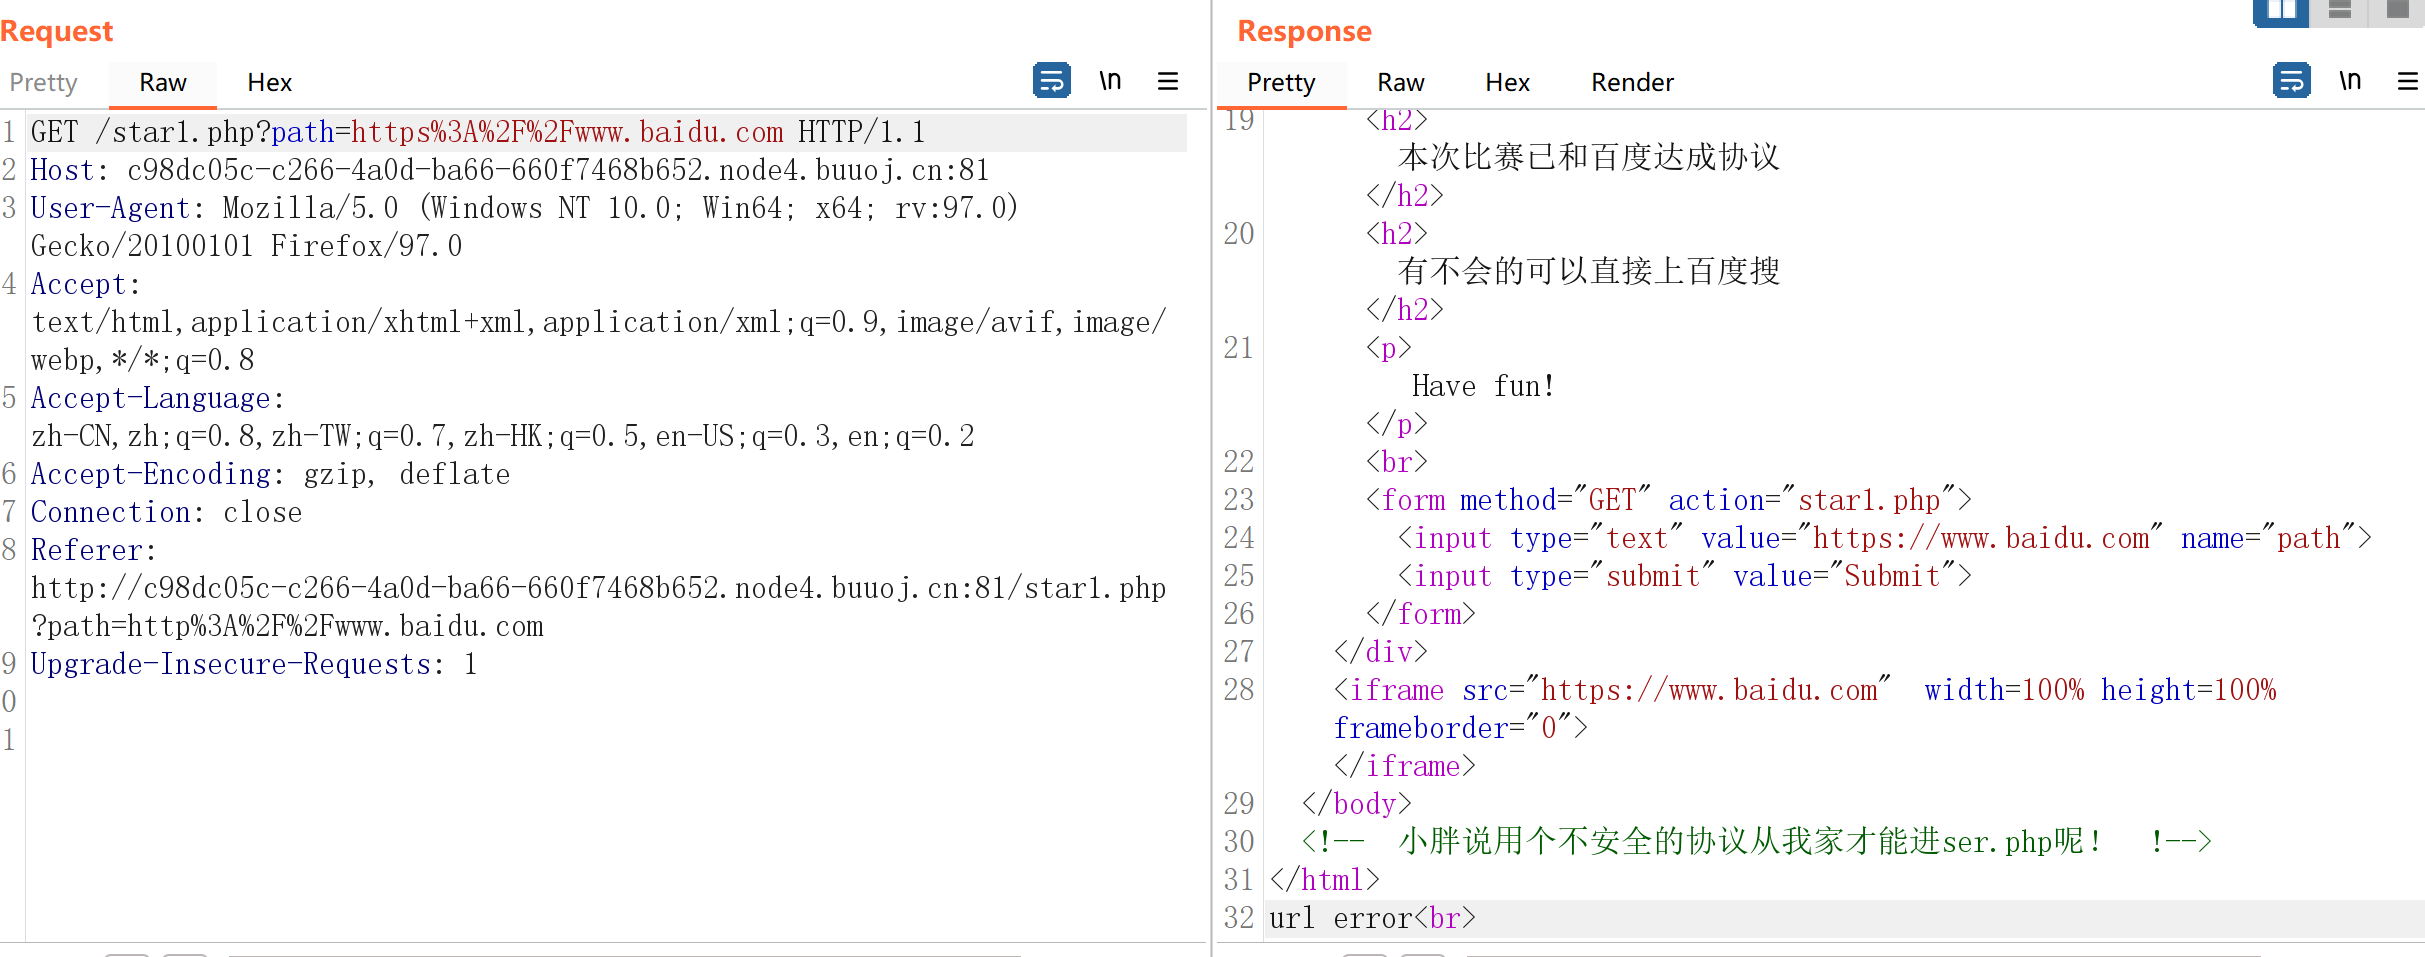 Request
Pretty Raw Hex \n
1 GET /star1.php?path=https%3A%2F%2Fwww.baidu.com HTTP/1.1
2 Host: c98dc05c-c266-4a0d-ba66-660f7468b652.node4.buuoj.cn:81
3 User-Agent: Mozilla/5.0 (Windows NT 10.0; Win64; x64; rv:97.0)
Gecko/20100101 Firefox/97.0
4 Accept:
text/html,application/xhtml+xml,application/xml;q=0.9,image/avif,image/
webp,*/*;q=0.8
5 Accept-Language:
zh-CN,zh;q=0.8,zh-TW;q=0.7,zh-HK;q=0.5,en-US;q=0.3,en;q=0.2
6 Accept-Encoding: gzip, deflate
7 Connection: close
8 Referer:
http://c98dc05c-c266-4a0d-ba66-660f7468b652.node4.buuoj.cn:81/star1.php
?path=http%3A%2F%2Fwww.baidu.com
9 Upgrade-Insecure-Requests: 1
0
1
Response
Pretty Raw Hex Render \n
19 <h2>
本次比赛已和百度达成协议
</h2>
20 <h2>
有不会的可以直接上百度搜
</h2>
21 <p>
Have fun!
</p>
22 <br>
23 <form method="GET" action="star1.php">
24 <input type="text" value="https://www.baidu.com" name="path">
25 <input type="submit" value="Submit">
26 </form>
27 </div>
28 <iframe src="https://www.baidu.com" width=100% height=100%
frameborder="0">
</iframe>
29 </body>
30 <!-- 小胖说用个不安全的协议从我家才能进ser.php呢! !-->
31 </html>
32 url error<br>